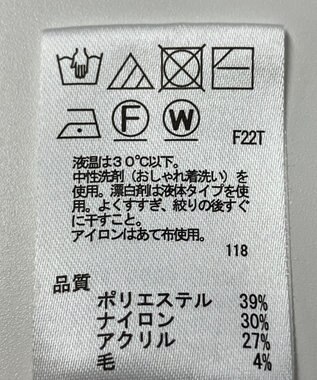 F W F22T
液温は30℃以下。
中性洗剤（おしゃれ着洗い）を
使用。漂白剤は液体タイプを使
用。よくすすぎ、絞りの後すぐ
に干すこと。
アイロンはあて布使用。
118
品質
ポリエステル 39%
ナイロン 30%
アクリル 27%
毛 4%